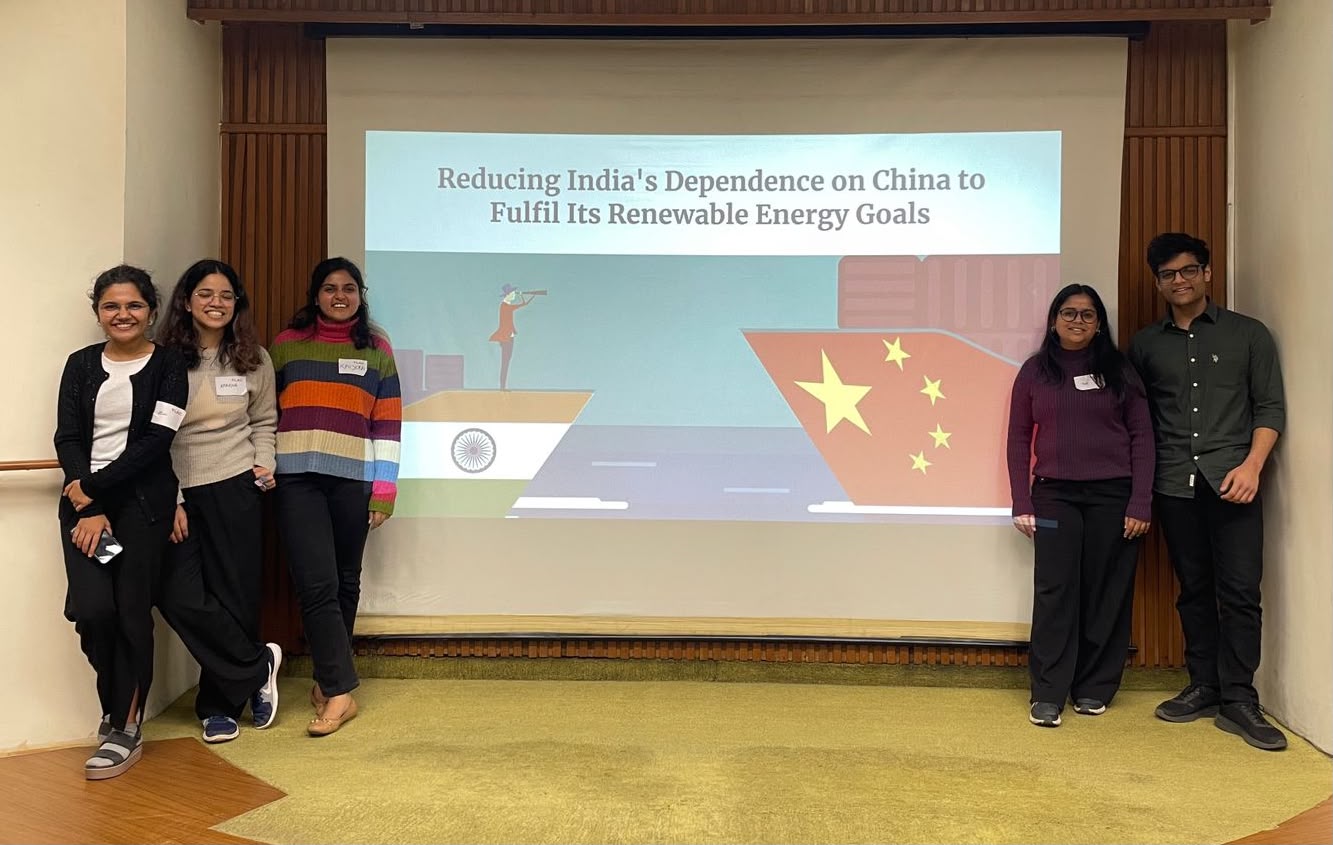 Reducing India's Dependence on China to
Fulfil Its Renewable Energy Goals